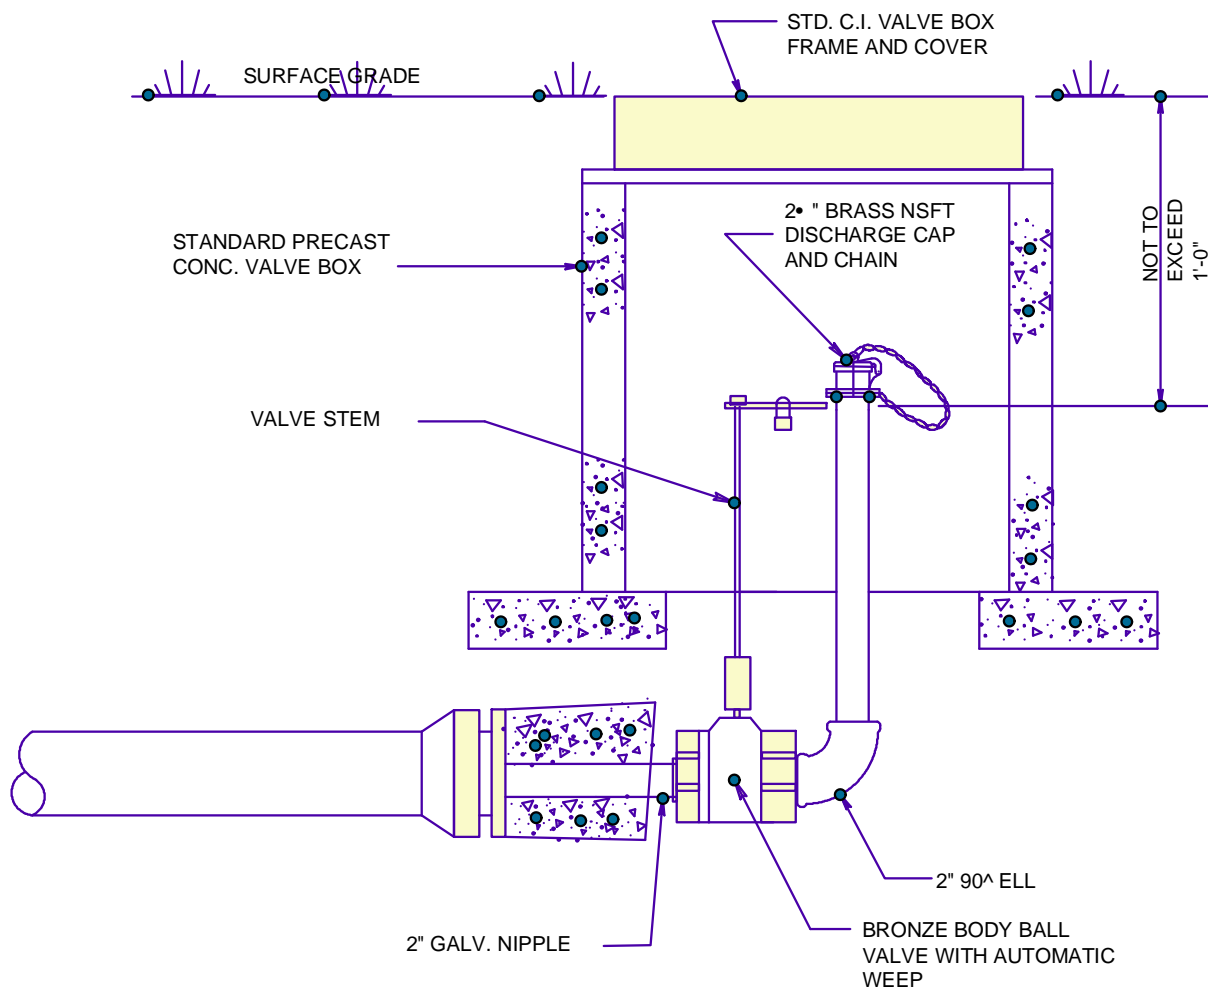 STD. C.I. VALVE BOX
FRAME AND COVER
SURFACE GRADE
2• " BRASS NSFT
DISCHARGE CAP
AND CHAIN
STANDARD PRECAST
CONC. VALVE BOX
NOT TO
EXCEED
1'-0"
VALVE STEM
2" 90^ ELL
2" GALV. NIPPLE
BRONZE BODY BALL
VALVE WITH AUTOMATIC
WEEP